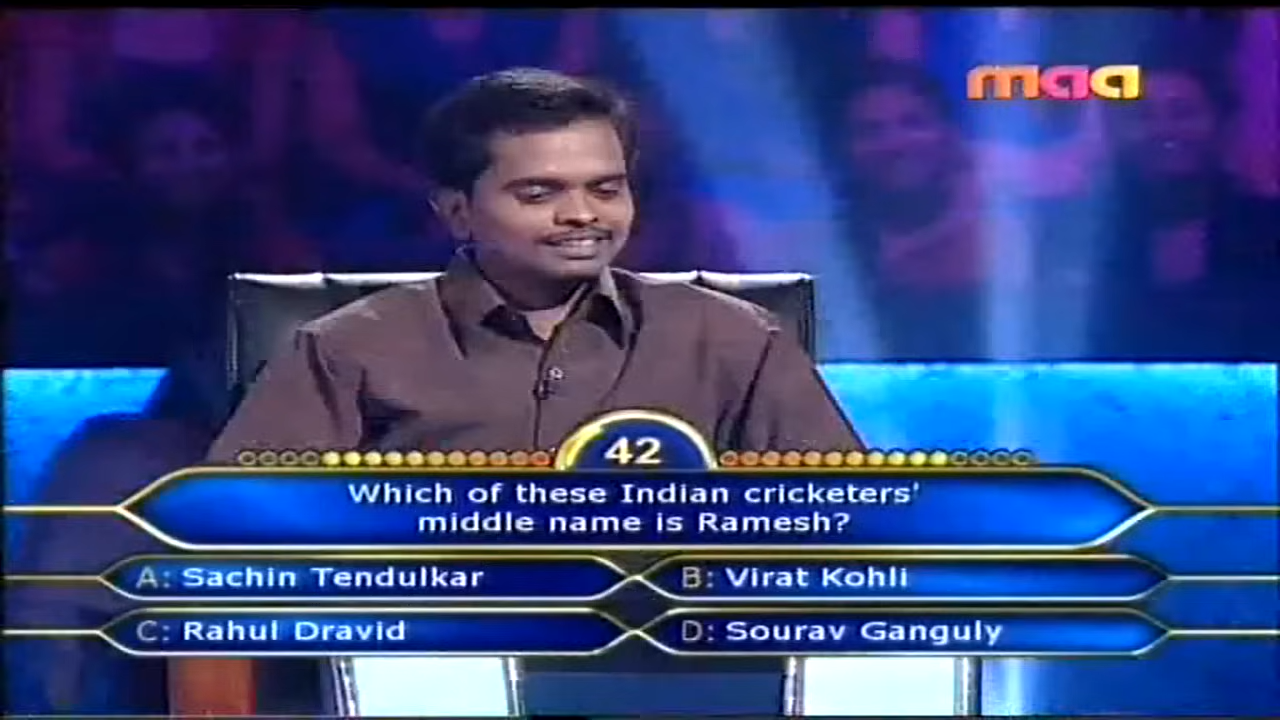 maa
42
Which of these Indian cricketers'
middle name is Ramesh?
A: Sachin Tendulkar
B: Virat Kohli
C: Rahul Dravid
D: Sourav Ganguly